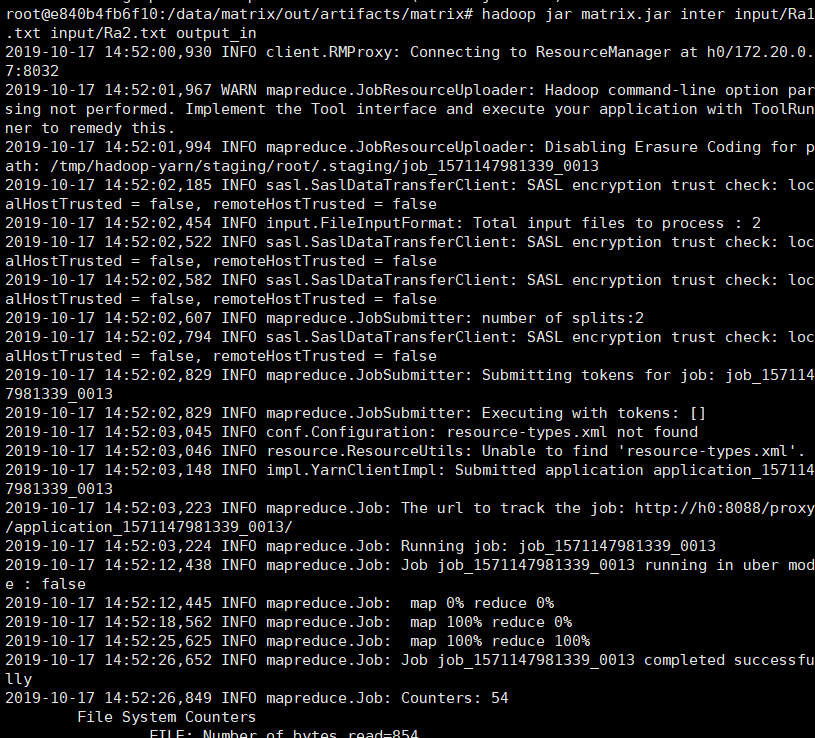 root@e840b4fb6f10:/data/matrix/out/artifacts/matrix# hadoop jar matrix.jar inter input/Ra1
.txt input/Ra2.txt output_in
2019-10-17 14:52:00,930 INFO client.RMProxy: Connecting to ResourceManager at h0/172.20.0.
7:8032
2019-10-17 14:52:01,967 WARN mapreduce.JobResourceUploader: Hadoop command-line option par
sing not performed. Implement the Tool interface and execute your application with ToolRun
ner to remedy this.
2019-10-17 14:52:01,994 INFO mapreduce.JobResourceUploader: Disabling Erasure Coding for p
ath: /tmp/hadoop-yarn/staging/root/.staging/job_1571147981339_0013
2019-10-17 14:52:02,185 INFO sasl.SaslDataTransferClient: SASL encryption trust check: loc
alHostTrusted = false, remoteHostTrusted = false
2019-10-17 14:52:02,454 INFO input.FileInputFormat: Total input files to process : 2
2019-10-17 14:52:02,522 INFO sasl.SaslDataTransferClient: SASL encryption trust check: loc
alHostTrusted = false, remoteHostTrusted = false
2019-10-17 14:52:02,582 INFO sasl.SaslDataTransferClient: SASL encryption trust check: loc
alHostTrusted = false, remoteHostTrusted = false
2019-10-17 14:52:02,607 INFO mapreduce.JobSubmitter: number of splits:2
2019-10-17 14:52:02,794 INFO sasl.SaslDataTransferClient: SASL encryption trust check: loc
alHostTrusted = false, remoteHostTrusted = false
2019-10-17 14:52:02,829 INFO mapreduce.JobSubmitter: Submitting tokens for job: job_157114
7981339_0013
2019-10-17 14:52:02,829 INFO mapreduce.JobSubmitter: Executing with tokens: []
2019-10-17 14:52:03,045 INFO conf.Configuration: resource-types.xml not found
2019-10-17 14:52:03,046 INFO resource.ResourceUtils: Unable to find 'resource-types.xml'.
2019-10-17 14:52:03,148 INFO impl.YarnClientImpl: Submitted application application_157114
7981339_0013
2019-10-17 14:52:03,223 INFO mapreduce.Job: The url to track the job: http://h0:8088/proxy
/application_1571147981339_0013/
2019-10-17 14:52:03,224 INFO mapreduce.Job: Running job: job_1571147981339_0013
2019-10-17 14:52:12,438 INFO mapreduce.Job: Job job_1571147981339_0013 running in uber mod
e : false
2019-10-17 14:52:12,445 INFO mapreduce.Job:  map 0% reduce 0%
2019-10-17 14:52:18,562 INFO mapreduce.Job:  map 100% reduce 0%
2019-10-17 14:52:25,625 INFO mapreduce.Job:  map 100% reduce 100%
2019-10-17 14:52:26,652 INFO mapreduce.Job: Job job_1571147981339_0013 completed successfu
lly
2019-10-17 14:52:26,849 INFO mapreduce.Job: Counters: 54
File System Counters
FILE: Number of bytes read=854